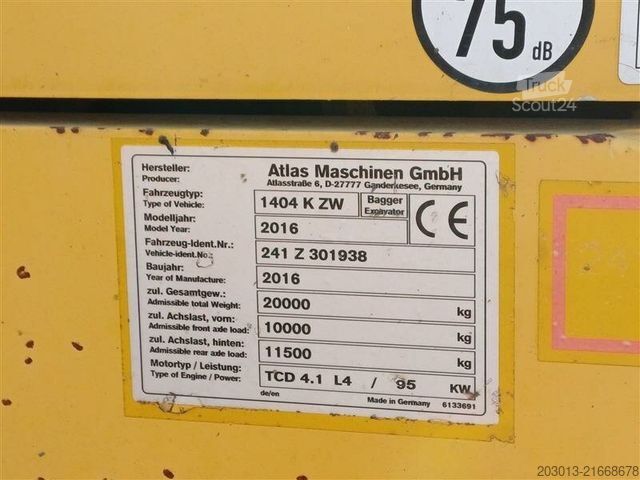 75
dB
Truck
Scout24
Hersteller: Atlas Maschinen GmbH
Producer: Atlasstraße 6, D-27777 Ganderkesee, Germany
Fahrzeugtyp: 1404 K ZW Bagger
Type of Vehicle: Excavator
CE
Modelljahr: 2016
Model Year:
Fahrzeug-Ident.Nr.: 241 Z 301938
Vehicle-ident.No.:
Baujahr: 2016
Year of Manufacture:
zul. Gesamtgew.: 20000 kg
Admissible total Weight:
zul. Achslast, vorn: 10000 kg
Admissible front axle load:
zul. Achslast, hinten: 11500 kg
Admissible rear axle load:
Motortyp / Leistung: TCD 4.1 L4 / 95 KW
Type of Engine / Power:
de/en Made in Germany 6133691
203013-21668678